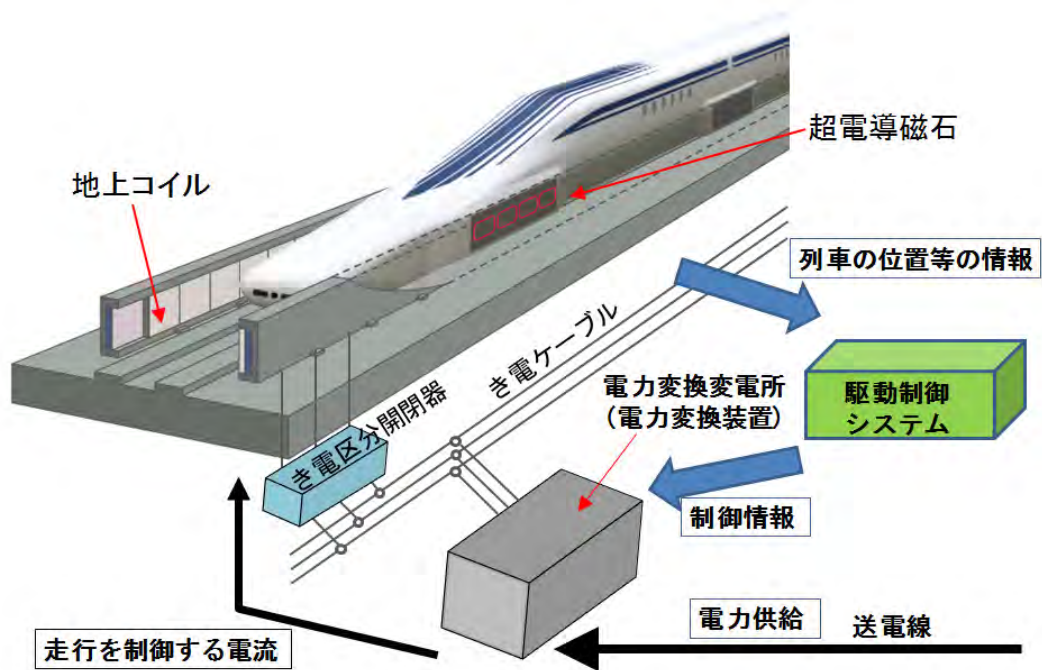 超電導磁石
地上コイル
列車の位置等の情報
き電ケーブル
電力変換変電所
（電力変換装置）
駆動制御
システム
き電区分開閉器
制御情報
電力供給
送電線
走行を制御する電流